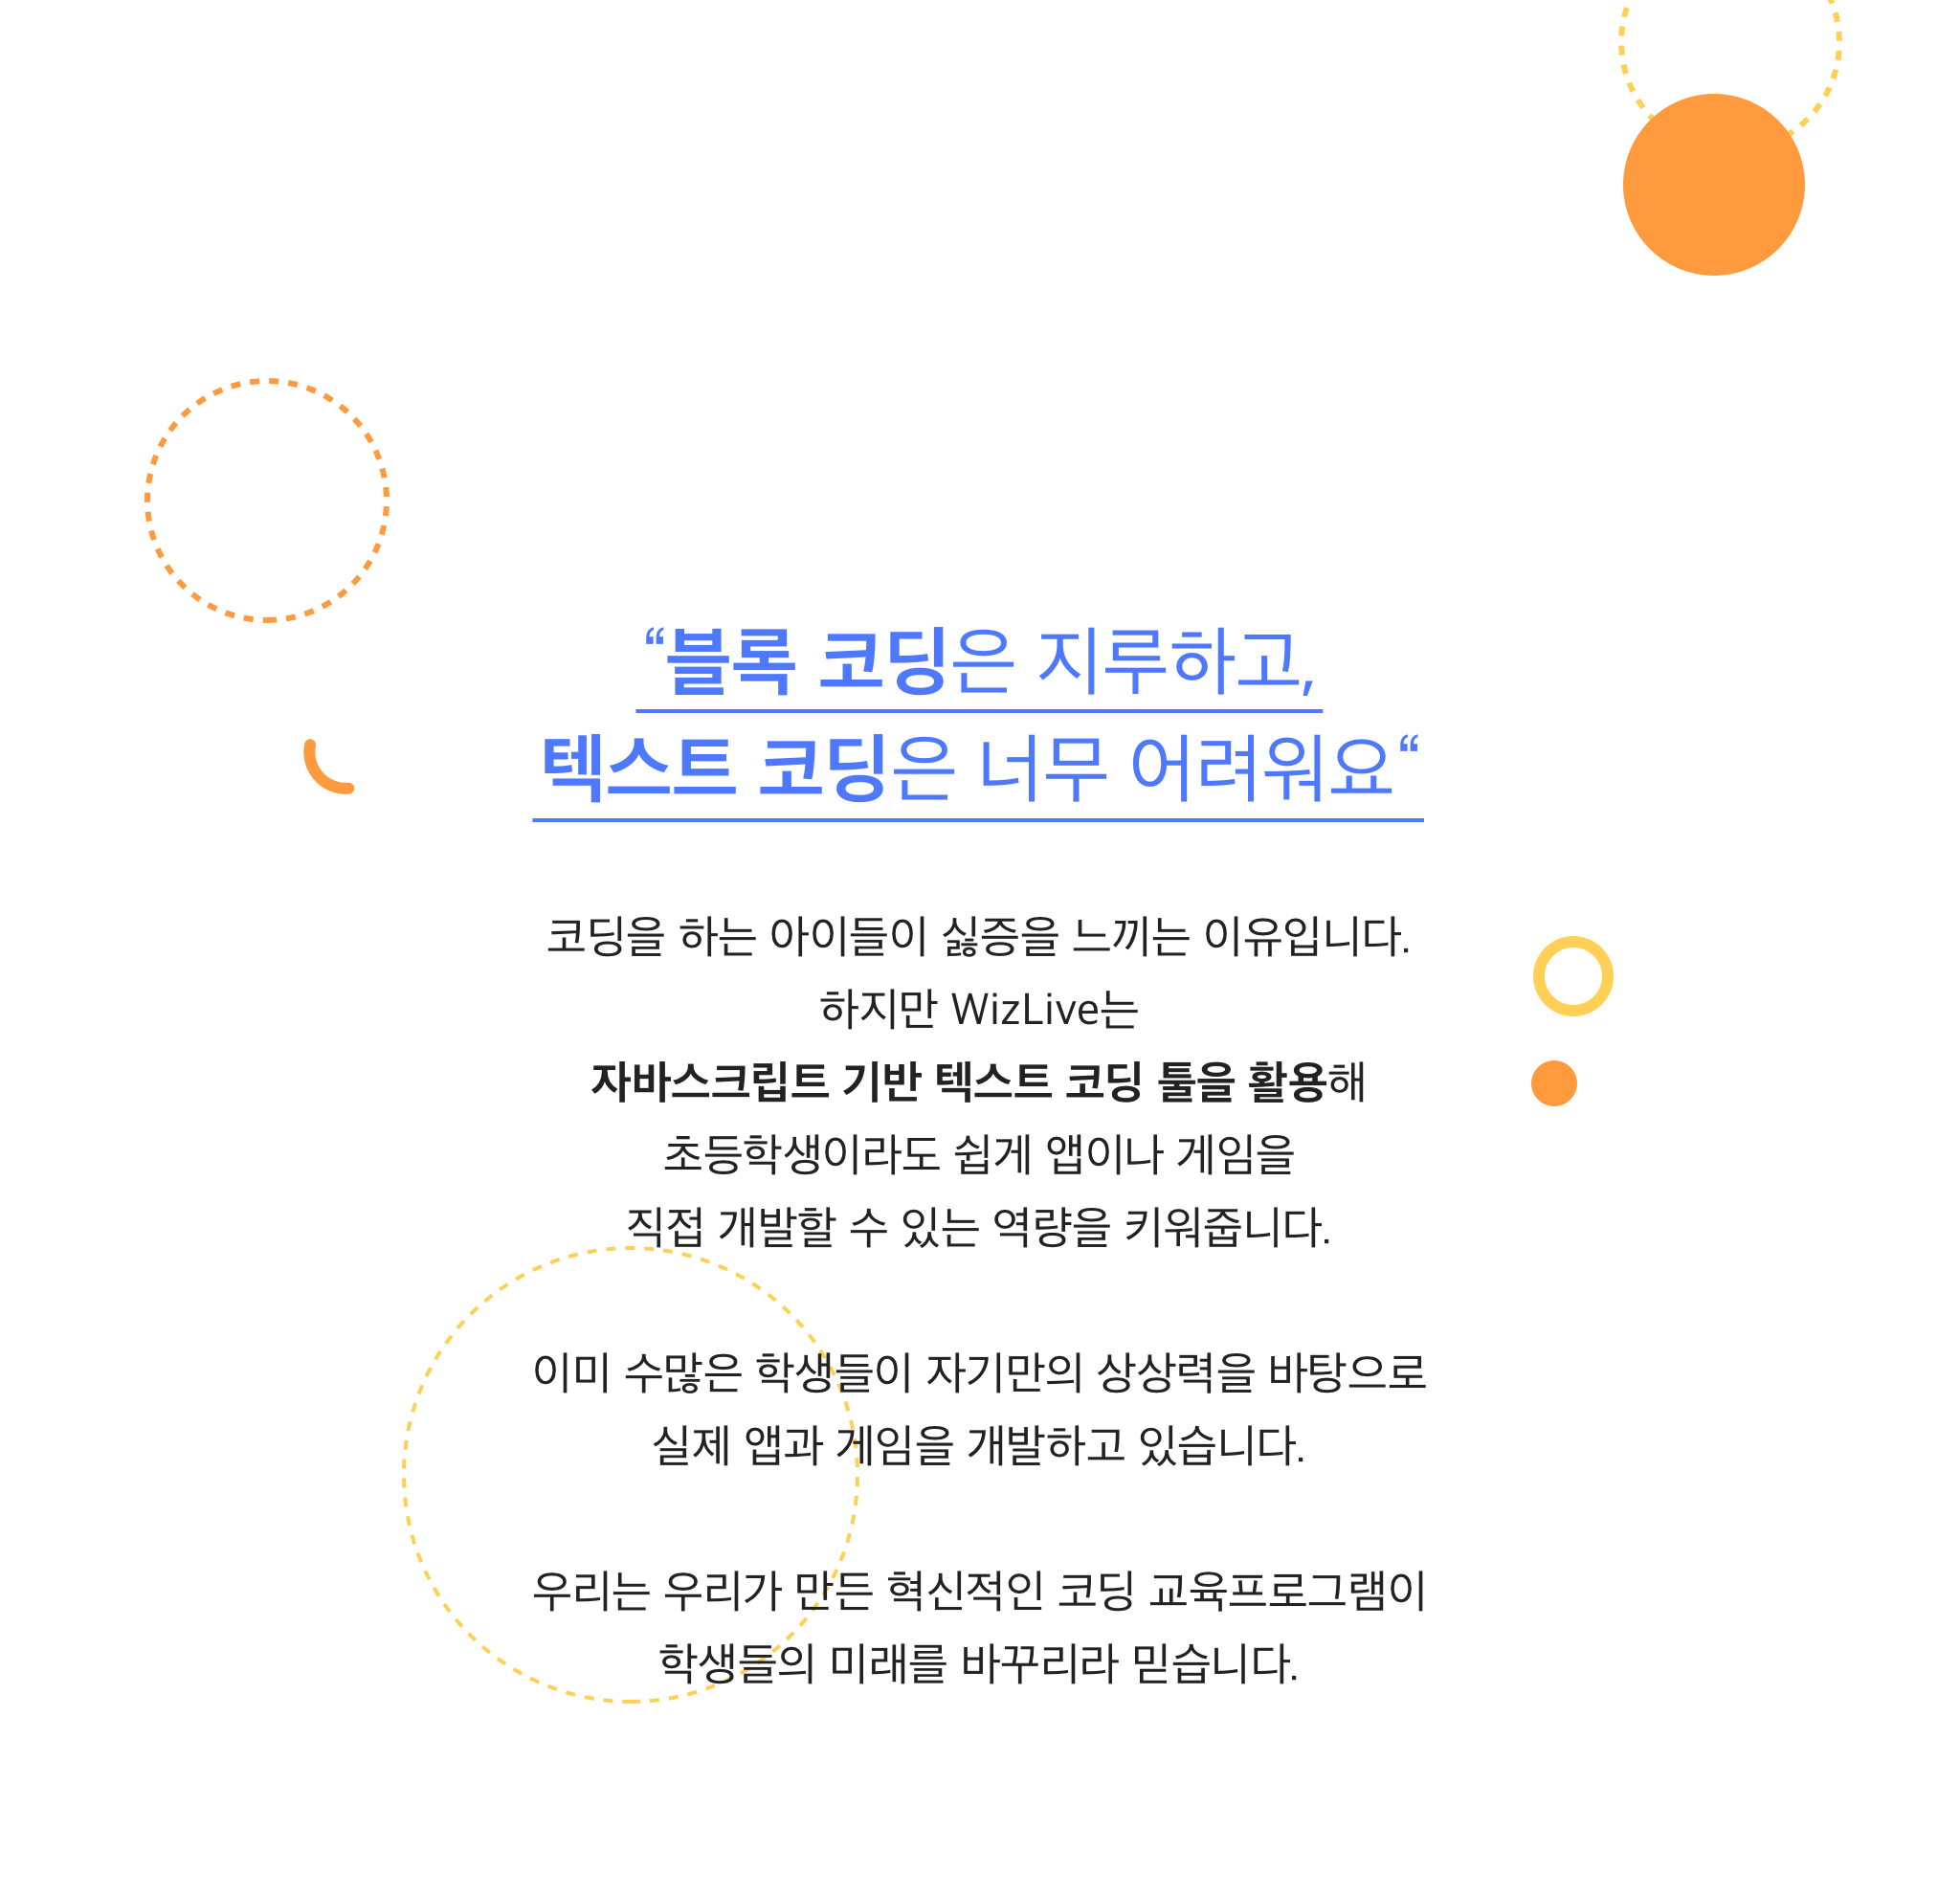 “블록 코딩은 지루하고,
텍스트 코딩은 너무 어려워요“
코딩을 하는 아이들이 싫증을 느끼는 이유입니다.
하지만 WizLive는
자바스크립트 기반 텍스트 코딩 툴을 활용해
초등학생이라도 쉽게 앱이나 게임을
직접 개발할 수 있는 역량을 키워줍니다.
이미 수많은 학생들이 자기만의 상상력을 바탕으로
실제 앱과 게임을 개발하고 있습니다.
우리는 우리가 만든 혁신적인 코딩 교육프로그램이
학생들의 미래를 바꾸리라 믿습니다.